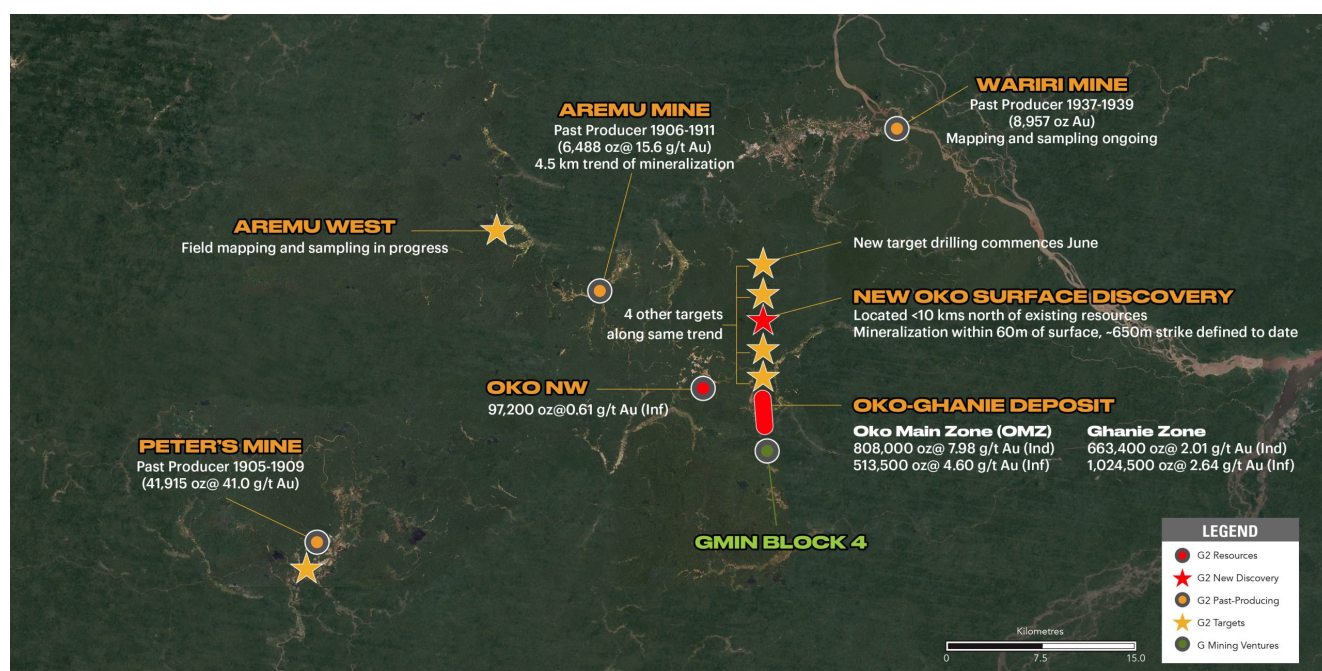 WARIRI MINE
Past Producer 1937-1939
(8,957 oz Au)
Mapping and sampling ongoing
AREMU MINE
Past Producer 1906-1911
(6,488 oz@ 15.6 g/t Au)
4.5 km trend of mineralization
AREMU WEST
Field mapping and sampling in progress
New target drilling commences June
NEW OKO SURFACE DISCOVERY
Located <10 kms north of existing resources
Mineralization within 60m of surface, ~650m strike defined to date
4 other targets
along same trend
OKO NW
97,200 oz@0.61 g/t Au (Inf)
OKO-GHANIE DEPOSIT
Oko Main Zone (OMZ)
808,000 oz@ 7.98 g/t Au (Ind)
513,500 oz@ 4.60 g/t Au (Inf)
Ghanie Zone
663,400 oz@ 2.01 g/t Au (Ind)
1,024,500 oz@ 2.64 g/t Au (Inf)
PETER'S MINE
Past Producer 1905-1909
(41,915 oz@ 41.0 g/t Au)
GMIN BLOCK 4
LEGEND
G2 Resources
G2 New Discovery
G2 Past-Producing
G2 Targets
G Mining Ventures
Kilometres
0 7.5 15.0